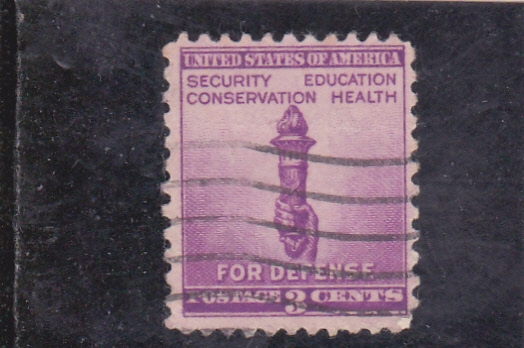 UNITED STATES OF AMERICA
SECURITY EDUCATION
CONSERVATION HEALTH
FOR DEFENSE
POSTAGE 3 CENTS